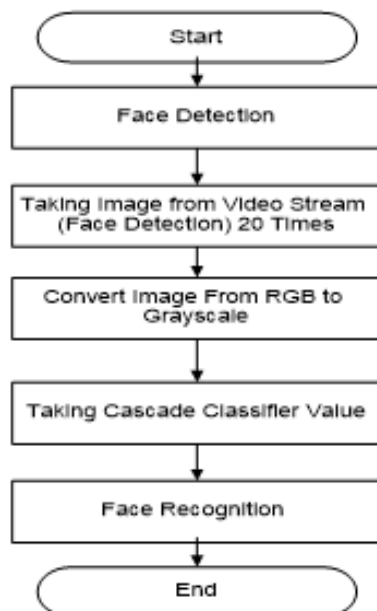 Start
Face Detection
Taking Image from Video Stream
(Face Detection) 20 Times
Convert Image From RGB to
Grayscale
Taking Cascade Classifier Value
Face Recognition
End